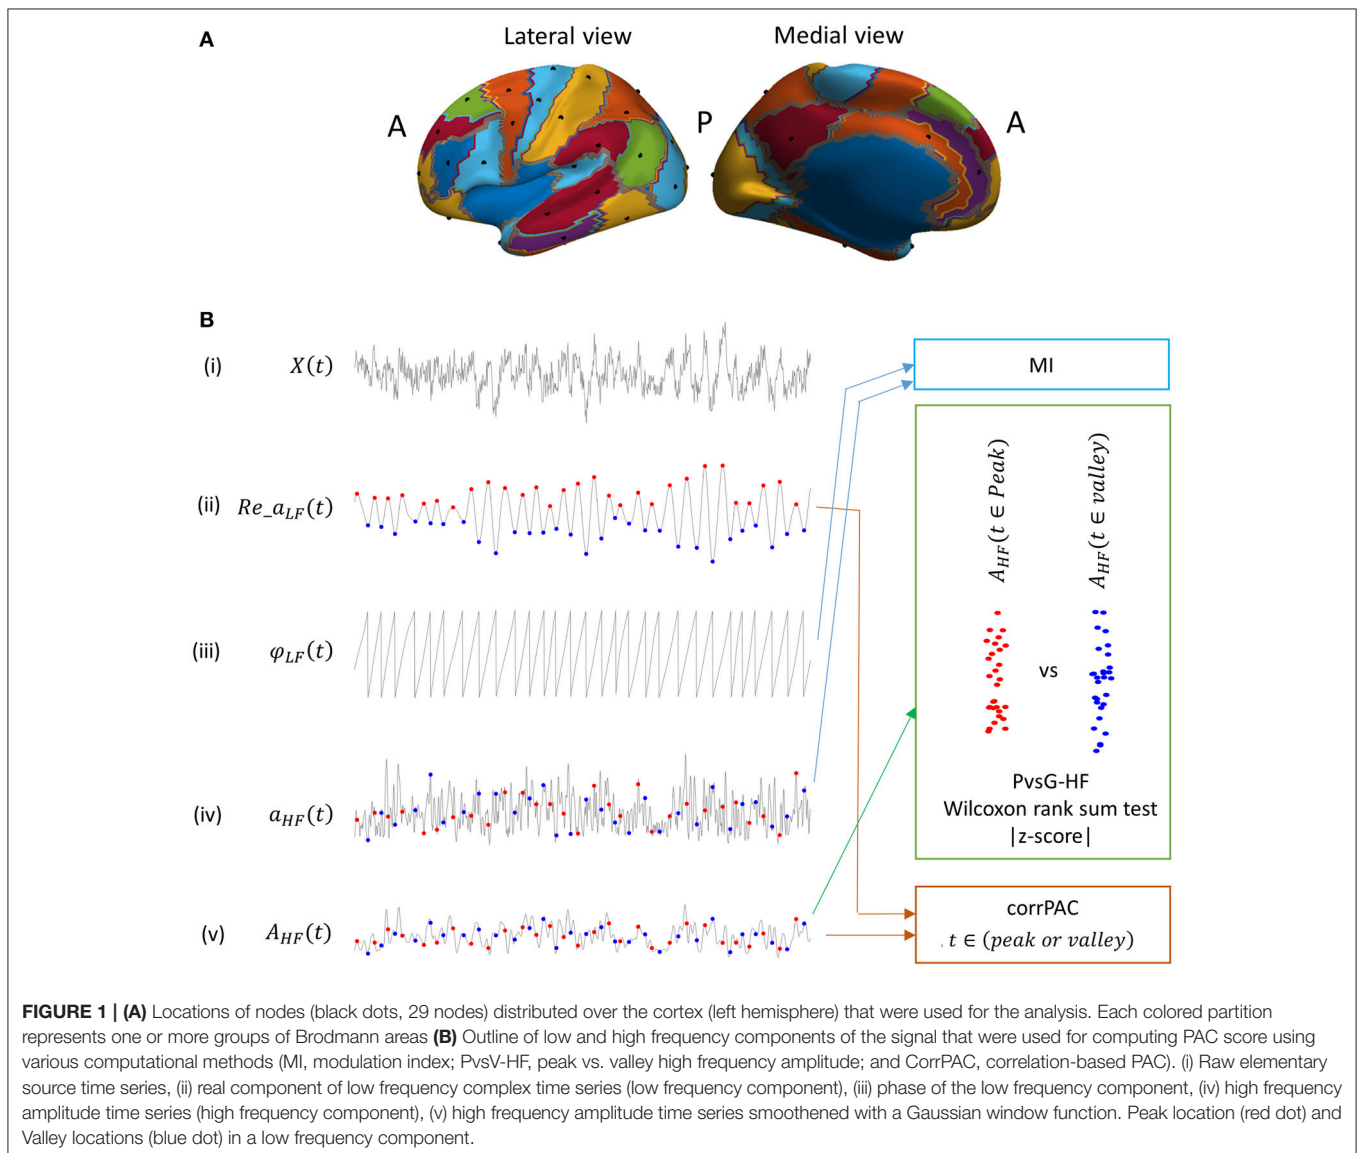 A
Lateral view
Medial view
A
P
A
B
(i) X(t)
(ii) Re_a_LF(t)
(iii) φ_LF(t)
(iv) a_HF(t)
(v) A_HF(t)
MI
A_HF(t ∈ Peak)
A_HF(t ∈ valley)
vs
PvsG-HF
Wilcoxon rank sum test
|z-score|
corrPAC
. t ∈ (peak or valley)
FIGURE 1 | (A) Locations of nodes (black dots, 29 nodes) distributed over the cortex (left hemisphere) that were used for the analysis. Each colored partition
represents one or more groups of Brodmann areas (B) Outline of low and high frequency components of the signal that were used for computing PAC score using
various computational methods (MI, modulation index; PvsV-HF, peak vs. valley high frequency amplitude; and CorrPAC, correlation-based PAC). (i) Raw elementary
source time series, (ii) real component of low frequency complex time series (low frequency component), (iii) phase of the low frequency component, (iv) high frequency
amplitude time series (high frequency component), (v) high frequency amplitude time series smoothened with a Gaussian window function. Peak location (red dot) and
Valley locations (blue dot) in a low frequency component.